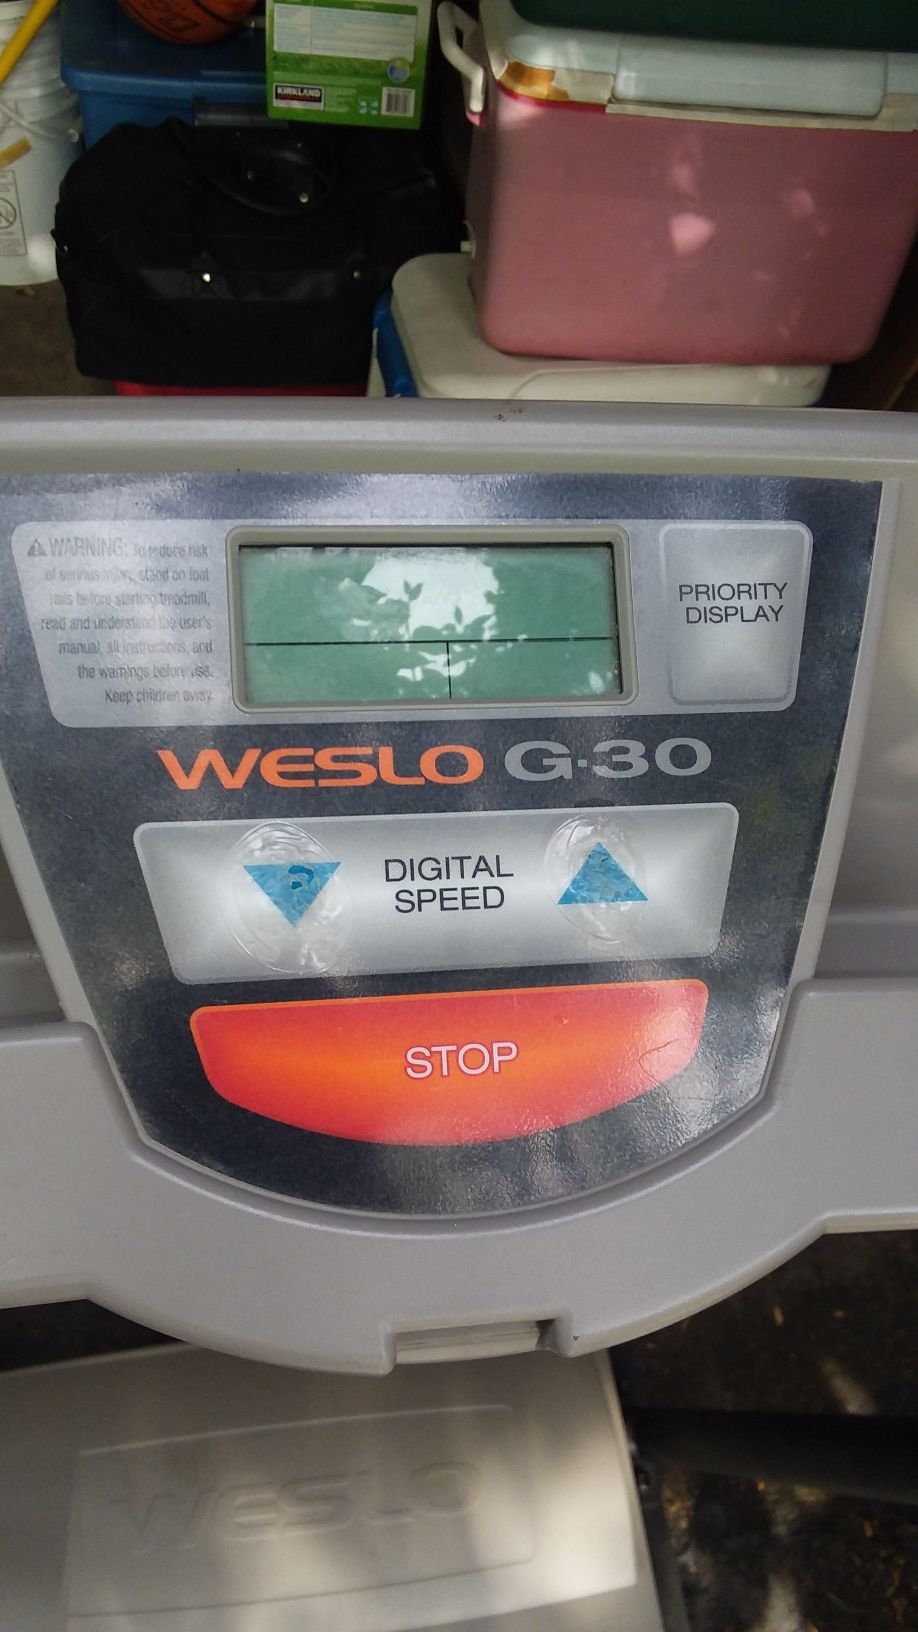 KIRKLAND
⚠ WARNING: To reduce risk
of serious injury, stand on foot
rails before starting treadmill,
read and understand the user's
manual, all instructions, and
the warnings before use.
Keep children away.
PRIORITY
DISPLAY
WESLO G·30
DIGITAL
SPEED
STOP
WESLO